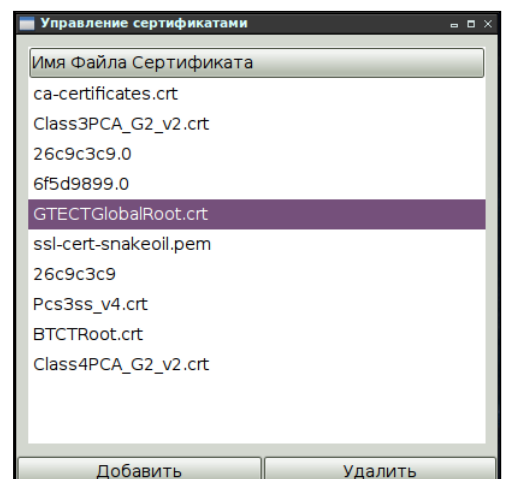 Управление сертификатами
Имя Файла Сертификата
ca-certificates.crt
Class3PCA_G2_v2.crt
26c9c3c9.0
6f5d9899.0
GTECTGlobalRoot.crt
ssl-cert-snakeoil.pem
26c9c3c9
Pcs3ss_v4.crt
BTCTRoot.crt
Class4PCA_G2_v2.crt
Добавить Удалить